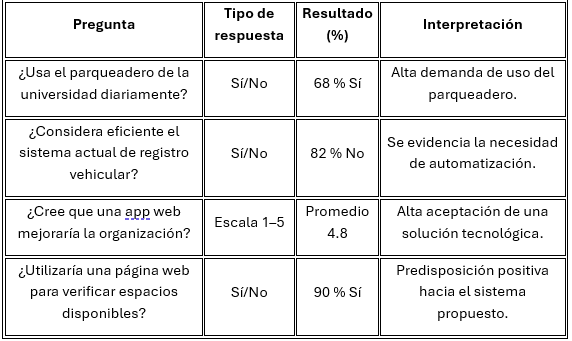 Pregunta
Tipo de
respuesta
Resultado
(%)
Interpretación
¿Usa el parqueadero de la
universidad diariamente?
Sí/No
68 % Sí
Alta demanda de uso del
parqueadero.
¿Considera eficiente el
sistema actual de registro
vehicular?
Sí/No
82 % No
Se evidencia la necesidad
de automatización.
¿Cree que una app web
mejoraría la organización?
Escala 1–5
Promedio
4.8
Alta aceptación de una
solución tecnológica.
¿Utilizaría una página web
para verificar espacios
disponibles?
Sí/No
90 % Sí
Predisposición positiva
hacia el sistema
propuesto.